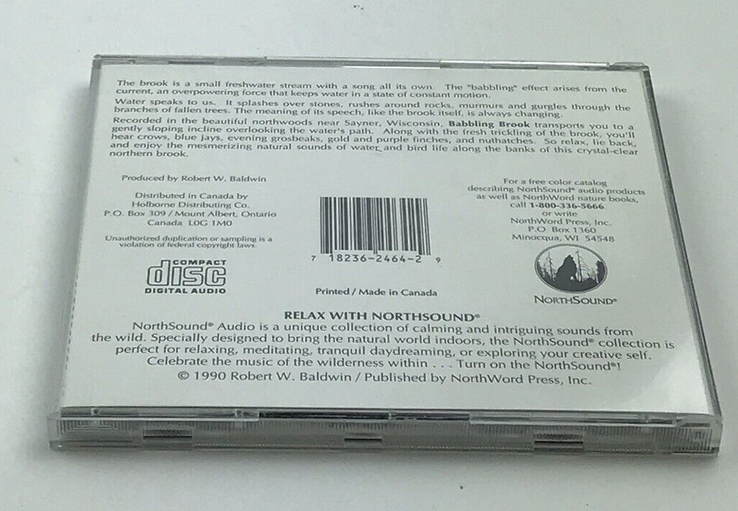 The brook is a small freshwater stream with a song all its own. The "babbling" effect arises from the
current, an overpowering force that keeps water in a state of constant motion.
Water speaks to us. It splashes over stones, rushes around rocks, murmurs and gurgles through the
branches of fallen trees. The meaning of its speech, like the brook itself, is always changing.
Recorded in the beautiful northwoods near Sayner, Wisconsin, Babbling Brook transports you to a
gently sloping incline overlooking the water's path. Along with the fresh trickling of the brook, you'll
hear crows, blue jays, evening grosbeaks, gold and purple finches, and nuthatches. So relax, lie back,
and enjoy the mesmerizing natural sounds of water and bird life along the banks of this crystal-clear
northern brook.
Produced by Robert W. Baldwin
Distributed in Canada by
Holborne Distributing Co.
P.O. Box 309 / Mount Albert, Ontario
Canada L0G 1M0
Unauthorized duplication or sampling is a
violation of federal copyright laws.
COMPACT
disc
DIGITAL AUDIO
7 18236-2464-2 9
Printed / Made in Canada
For a free color catalog
describing NorthSound® audio products
as well as NorthWord nature books,
call 1-800-336-5666
or write
NorthWord Press, Inc.
P.O. Box 1360
Minocqua, WI 54548
NORTHSOUND®
RELAX WITH NORTHSOUND®
NorthSound® Audio is a unique collection of calming and intriguing sounds from
the wild. Specially designed to bring the natural world indoors, the NorthSound® collection is
perfect for relaxing, meditating, tranquil daydreaming, or exploring your creative self.
Celebrate the music of the wilderness within . . . Turn on the NorthSound®!
© 1990 Robert W. Baldwin / Published by NorthWord Press, Inc.